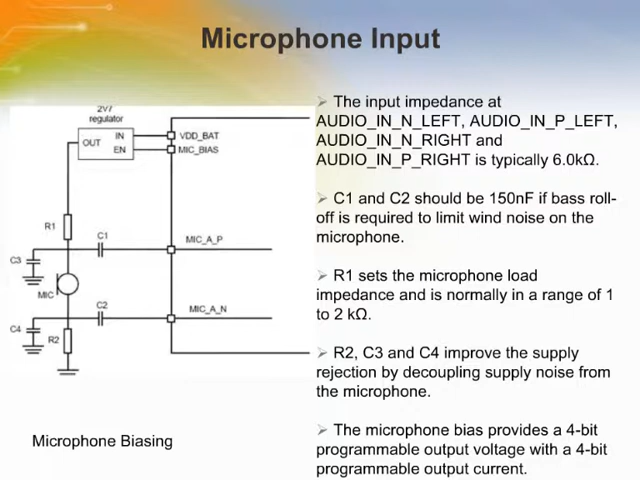 Microphone Input
2V7
regulator
OUT
IN
EN
VDD_BAT
MIC_BIAS
R1
C1
MIC_A_P
C3
MIC
C2
MIC_A_N
C4
R2
Microphone Biasing
The input impedance at
AUDIO_IN_N_LEFT, AUDIO_IN_P_LEFT,
AUDIO_IN_N_RIGHT and
AUDIO_IN_P_RIGHT is typically 6.0kΩ.
C1 and C2 should be 150nF if bass roll-
off is required to limit wind noise on the
microphone.
R1 sets the microphone load
impedance and is normally in a range of 1
to 2 kΩ.
R2, C3 and C4 improve the supply
rejection by decoupling supply noise from
the microphone.
The microphone bias provides a 4-bit
programmable output voltage with a 4-bit
programmable output current.